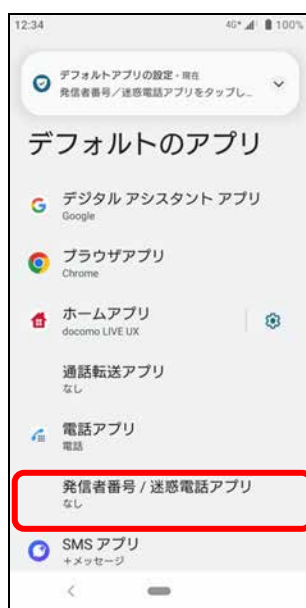 12:34
4G+ 100%
デフォルトアプリの設定・現在
発信者番号／迷惑電話アプリをタップし…
デフォルトのアプリ
デジタル アシスタント アプリ
Google
ブラウザアプリ
Chrome
ホームアプリ
docomo LIVE UX
通話転送アプリ
なし
電話アプリ
電話
発信者番号 / 迷惑電話アプリ
なし
SMS アプリ
+メッセージ